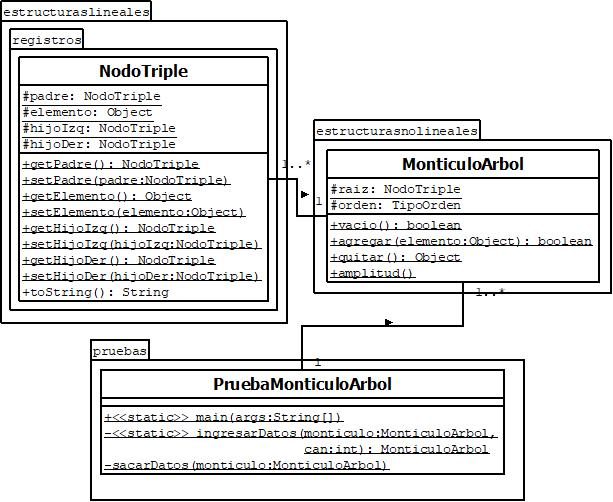 estructuraslineales
registros
NodoTriple
#padre: NodoTriple
#elemento: Object
#hijoIzq: NodoTriple
#hijoDer: NodoTriple
+getPadre(): NodoTriple
+setPadre(padre:NodoTriple)
+getElemento(): Object
+setElemento(elemento:Object)
+getHijoIzq(): NodoTriple
+setHijoIzq(hijoIzq:NodoTriple)
+getHijoDer(): NodoTriple
+setHijoDer(hijoDer:NodoTriple)
+toString(): String
1..*
1
estructurasnolineales
MonticuloArbol
#raiz: NodoTriple
#orden: TipoOrden
+vacio(): boolean
+agregar(elemento:Object): boolean
+quitar(): Object
+amplitud()
1..*
1
pruebas
PruebaMonticuloArbol
+<<static>> main(args:String[])
-<<static>> ingresarDatos(monticulo:MonticuloArbol,
can:int): MonticuloArbol
-sacarDatos(monticulo:MonticuloArbol)